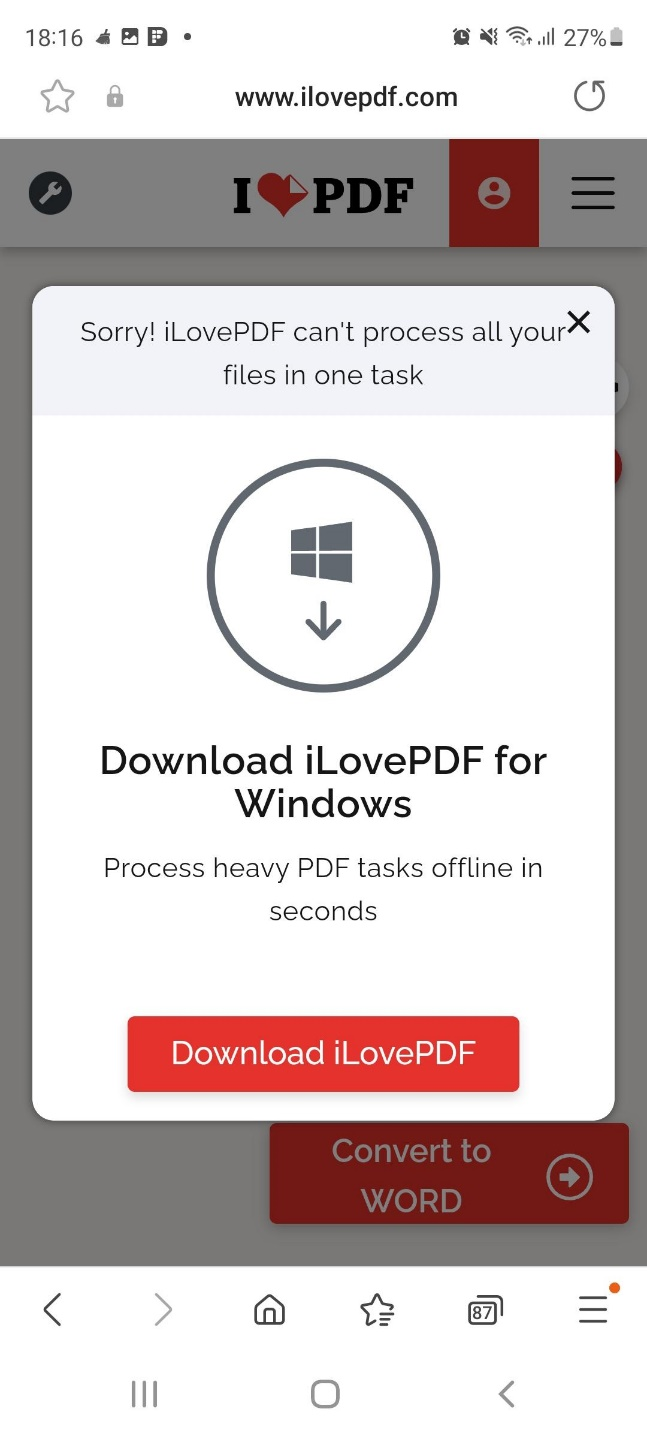 18:16
27%
www.ilovepdf.com
I PDF
Sorry! iLovePDF can't process all your
files in one task
Download iLovePDF for
Windows
Process heavy PDF tasks offline in
seconds
Download iLovePDF
Convert to
WORD
87